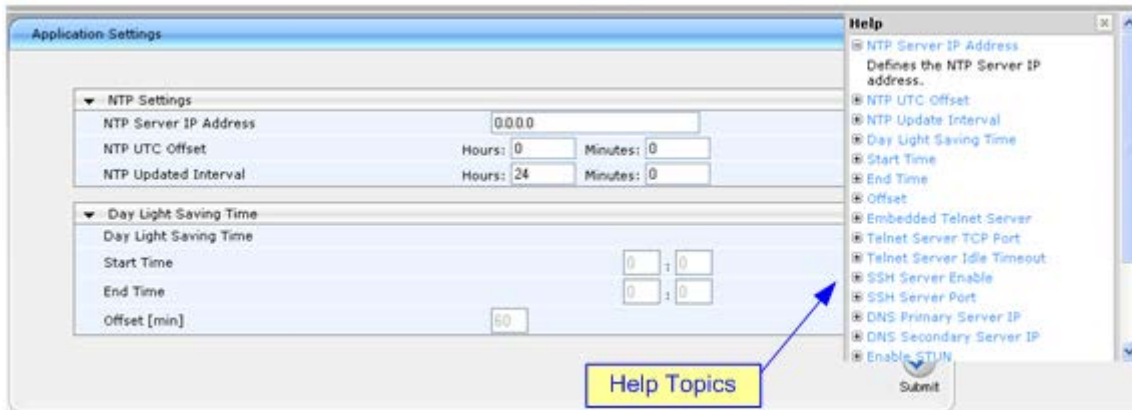 Application Settings
NTP Settings
NTP Server IP Address 0.0.0.0
NTP UTC Offset Hours: 0 Minutes: 0
NTP Updated Interval Hours: 24 Minutes: 0
Day Light Saving Time
Day Light Saving Time
Start Time 0 : 0
End Time 0 : 0
Offset [min] 60
Submit
Help
NTP Server IP Address
Defines the NTP Server IP
address.
NTP UTC Offset
NTP Update Interval
Day Light Saving Time
Start Time
End Time
Offset
Embedded Telnet Server
Telnet Server TCP Port
Telnet Server Idle Timeout
SSH Server Enable
SSH Server Port
DNS Primary Server IP
DNS Secondary Server IP
Enable STUN
Help Topics